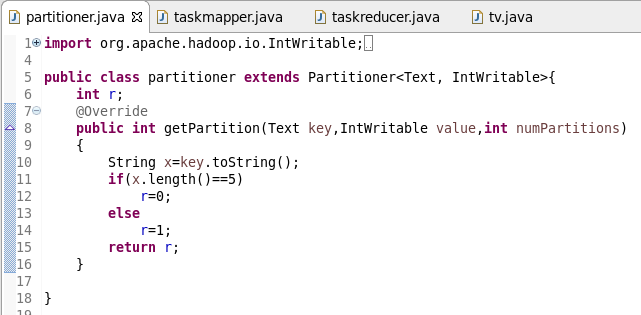 partitioner.java taskmapper.java taskreducer.java tv.java
1 import org.apache.hadoop.io.IntWritable;
4
5 public class partitioner extends Partitioner<Text, IntWritable>{
6 int r;
7 @Override
8 public int getPartition(Text key,IntWritable value,int numPartitions)
9 {
10 String x=key.toString();
11 if(x.length()==5)
12 r=0;
13 else
14 r=1;
15 return r;
16 }
17
18 }
19